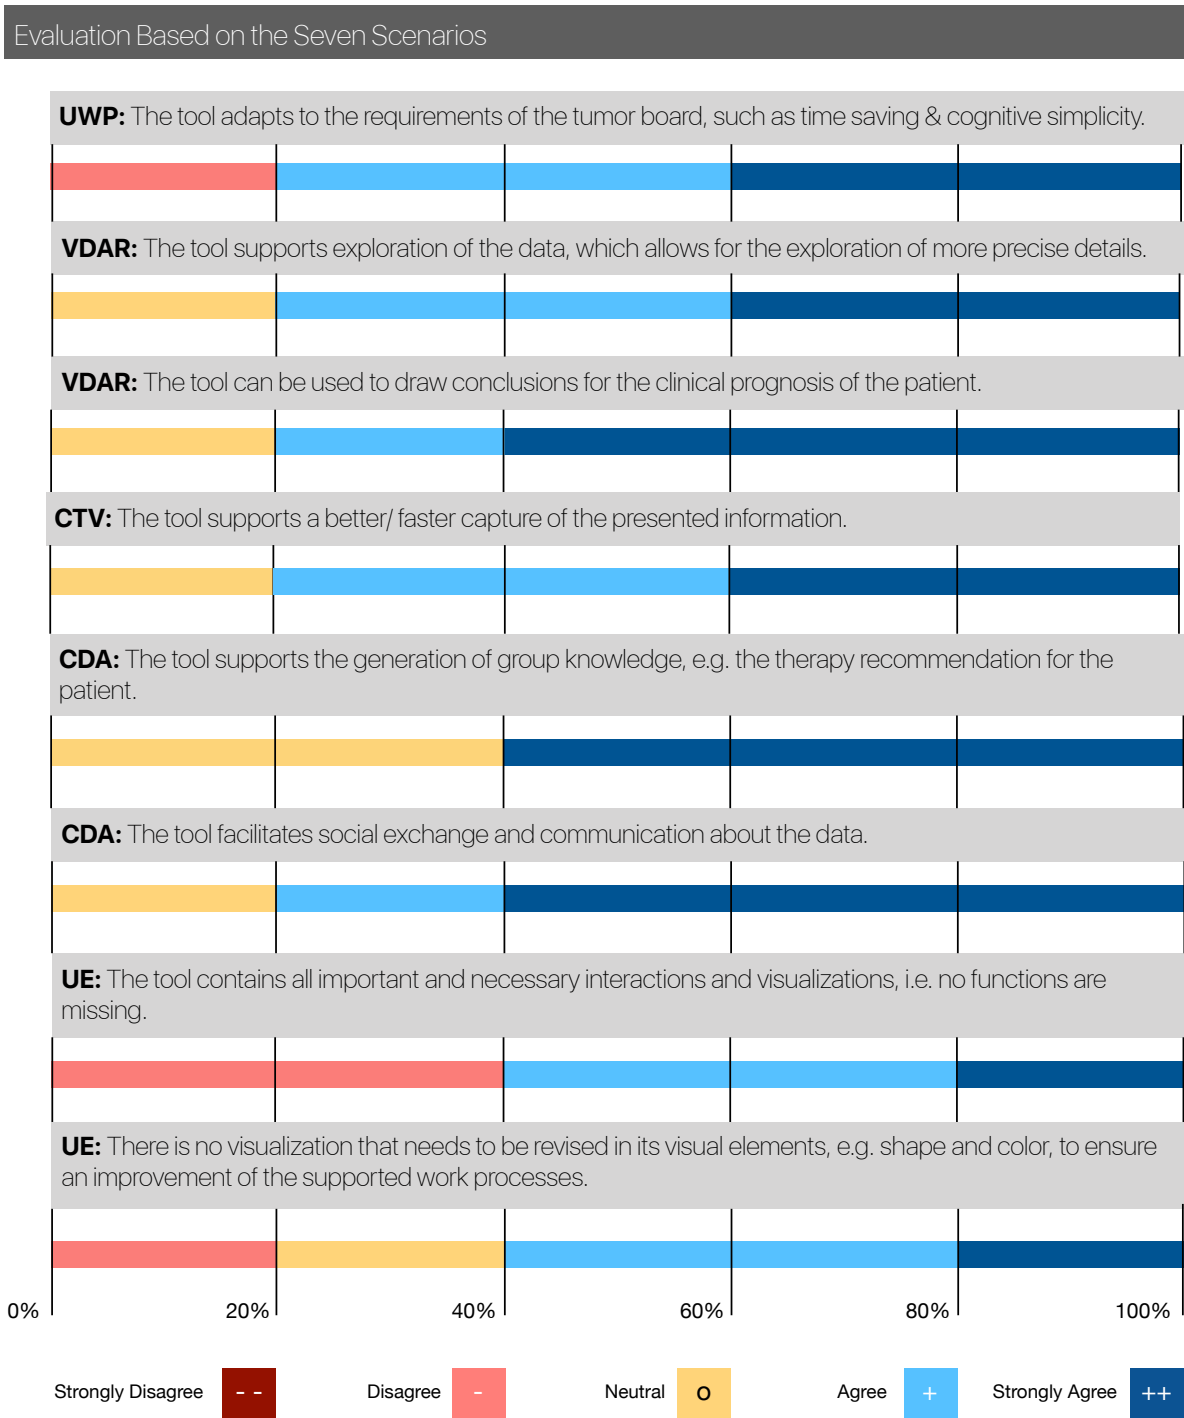 Evaluation Based on the Seven Scenarios
UWP: The tool adapts to the requirements of the tumor board, such as time saving & cognitive simplicity.
VDAR: The tool supports exploration of the data, which allows for the exploration of more precise details.
VDAR: The tool can be used to draw conclusions for the clinical prognosis of the patient.
CTV: The tool supports a better/ faster capture of the presented information.
CDA: The tool supports the generation of group knowledge, e.g. the therapy recommendation for the
patient.
CDA: The tool facilitates social exchange and communication about the data.
UE: The tool contains all important and necessary interactions and visualizations, i.e. no functions are
missing.
UE: There is no visualization that needs to be revised in its visual elements, e.g. shape and color, to ensure
an improvement of the supported work processes.
0% 20% 40% 60% 80% 100%
Strongly Disagree - - Disagree - Neutral o Agree + Strongly Agree ++